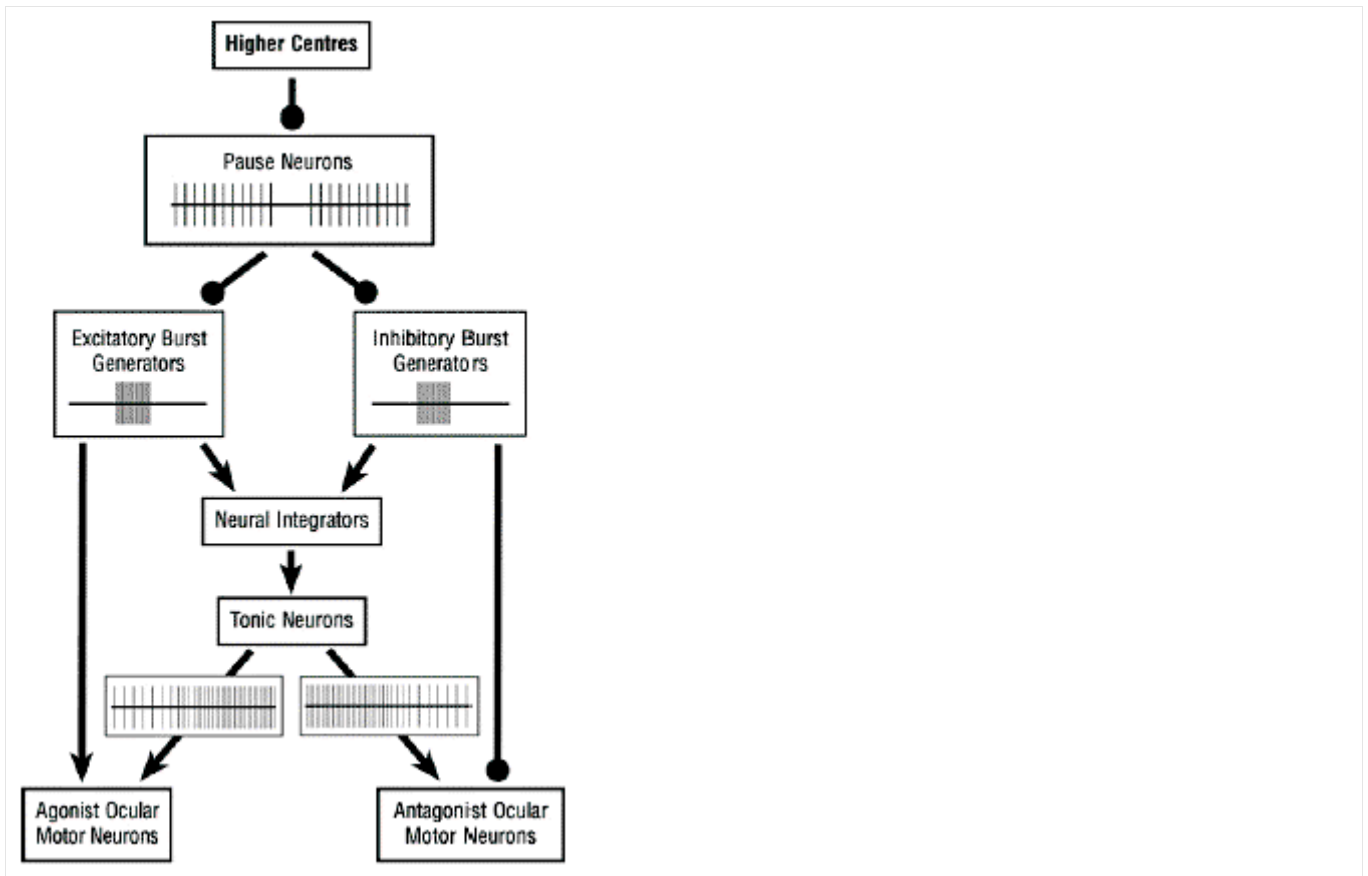 Higher Centres
Pause Neurons
Excitatory Burst
Generators
Inhibitory Burst
Generators
Neural Integrators
Tonic Neurons
Agonist Ocular
Motor Neurons
Antagonist Ocular
Motor Neurons